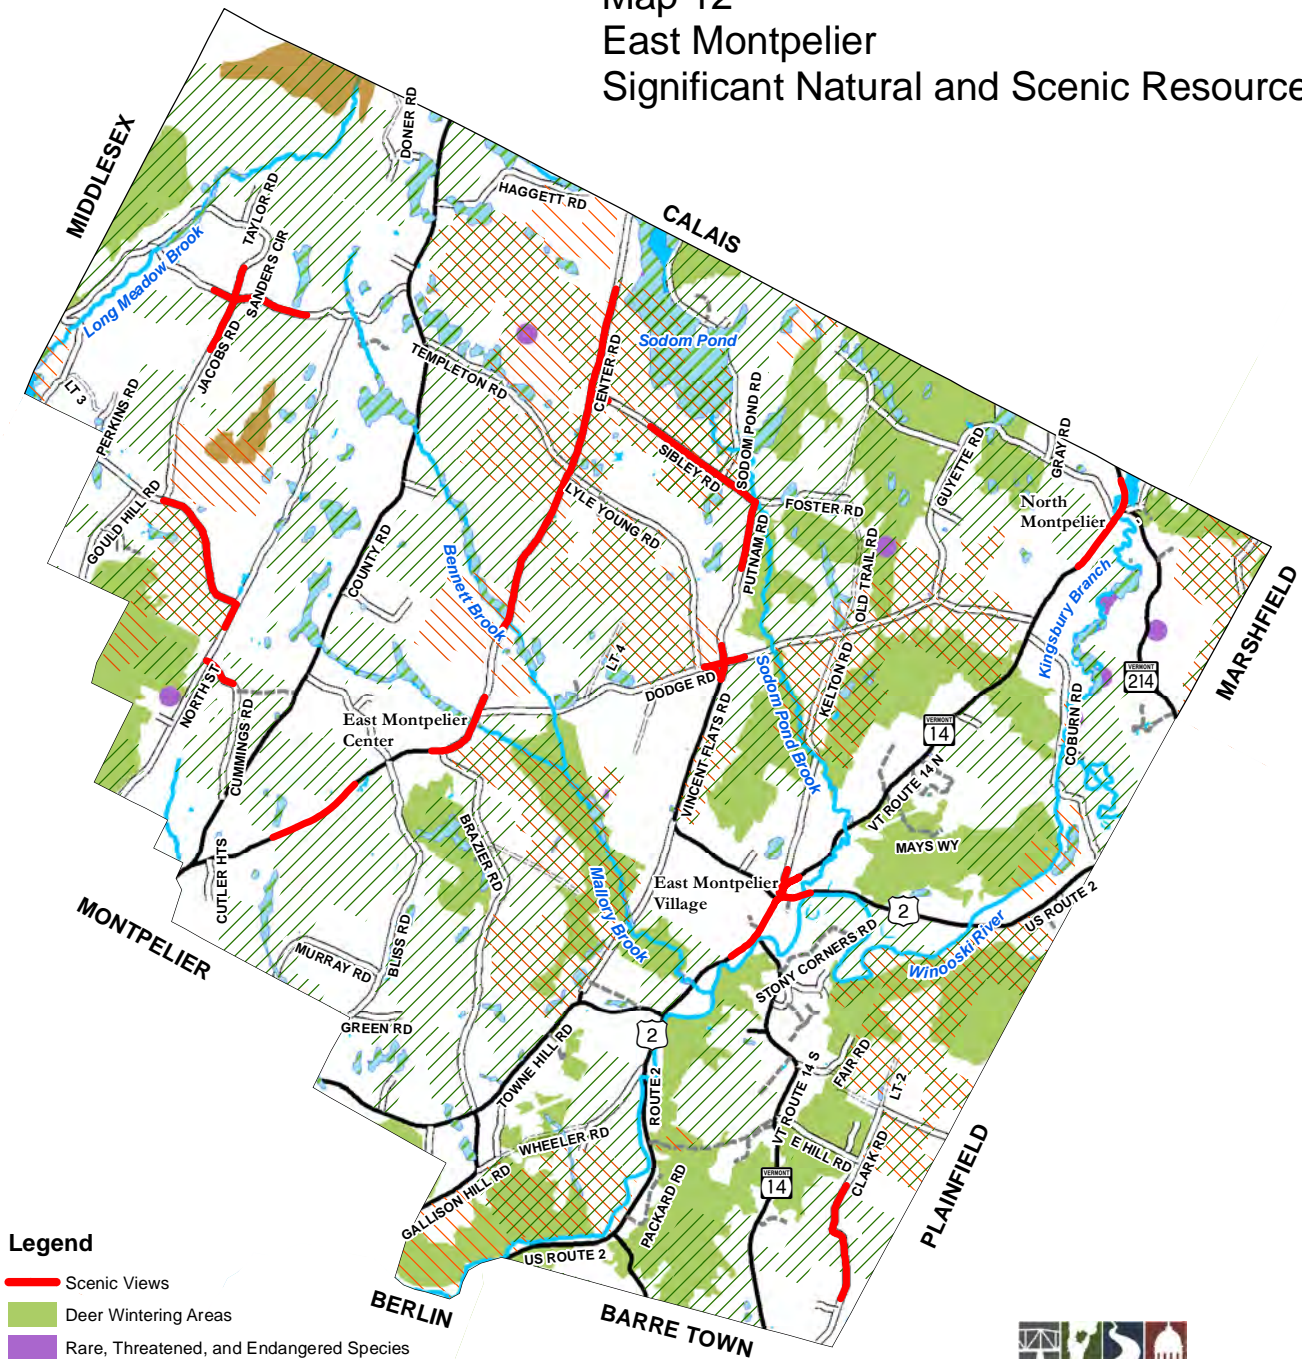 Map 12
East Montpelier
Significant Natural and Scenic Resource
MIDDLESEX
CALAIS
DONER RD
HAGGETT RD
TAYLOR RD
SANDERS CIR
Long Meadow Brook
JACOBS RD
LT 3
PERKINS RD
GOULD HILL RD
TEMPLETON RD
CENTER RD
Sodom Pond
SODOM POND RD
SIBLEY RD
LYLE YOUNG RD
FOSTER RD
PUTNAM RD
OLD TRAIL RD
GUYETTE RD
GRAY RD
North
Montpelier
Kingsbury Branch
MARSHFIELD
VERMONT
214
COUNTY RD
Bennett Brook
LT 4
DODGE RD
Sodom Pond Brook
KELTON RD
COBURN RD
VERMONT
14
VT ROUTE 14 N
MAYS WY
NORTH ST
CUMMINGS RD
East Montpelier
Center
VINCENT FLATS RD
BRAZIER RD
CUTLER HTS
BLISS RD
MURRAY RD
GREEN RD
MONTPELIER
Mallory Brook
East Montpelier
Village
2
US ROUTE 2
Winooski River
STONY CORNERS RD
2
TOWNE HILL RD
ROUTE 2
VT ROUTE 14 S
FAIR RD
LT 2
WHEELER RD
E HILL RD
CLARK RD
VERMONT
14
PACKARD RD
GALLISON HILL RD
US ROUTE 2
PLAINFIELD
BERLIN
BARRE TOWN
Legend
Scenic Views
Deer Wintering Areas
Rare, Threatened, and Endangered Species